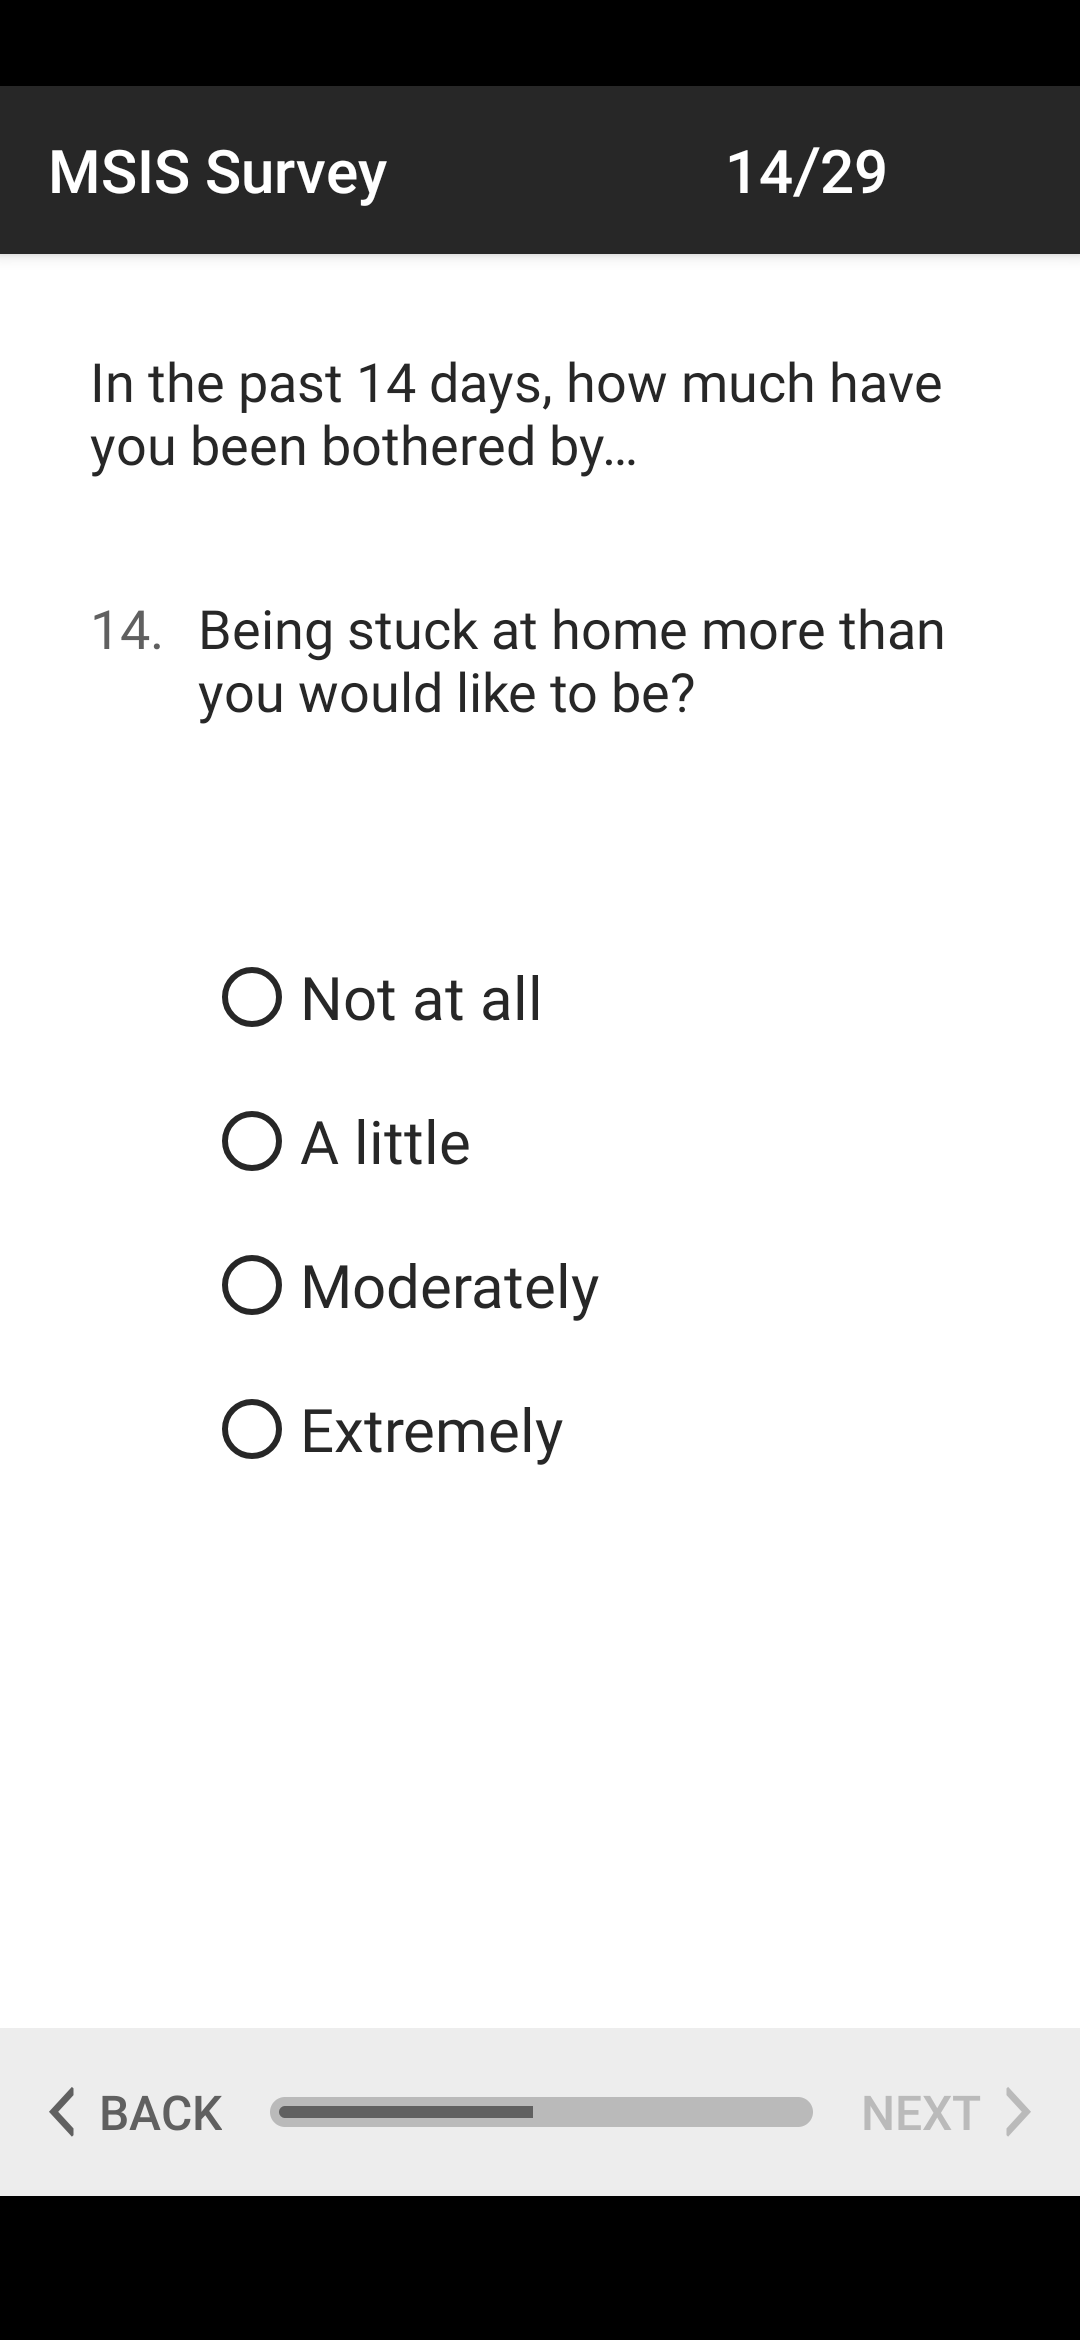 MSIS Survey 14/29
In the past 14 days, how much have
you been bothered by...
14. Being stuck at home more than
you would like to be?
Not at all
A little
Moderately
Extremely
BACK NEXT